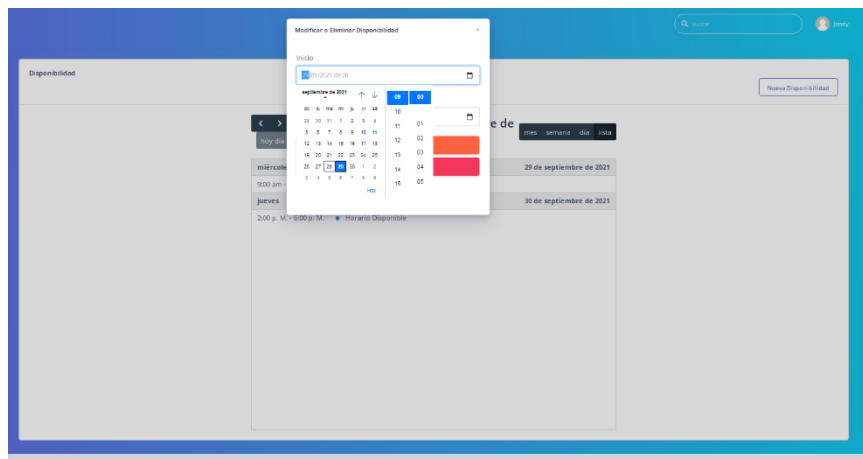 Modificar o Eliminar Disponibilidad ×
Buscar
Jenny
Inicio
Disponibilidad
29/09/2021 09:00
Nueva Disponibilidad
septiembre de 2021
09 00
do lu ma mi ju vi sá
29 30 31 1 2 3 4
5 6 7 8 9 10 11
12 13 14 15 16 17 18
19 20 21 22 23 24 25
26 27 28 29 30 1 2
3 4 5 6 7 8 9
Hoy
10
11 01
12 02
13 03
14 04
15 05
e de
mes semana día lista
hoy día
miércole
29 de septiembre de 2021
9:00 am -
jueves
30 de septiembre de 2021
2:00 p. M. - 6:00 p. M. Horario Disponible